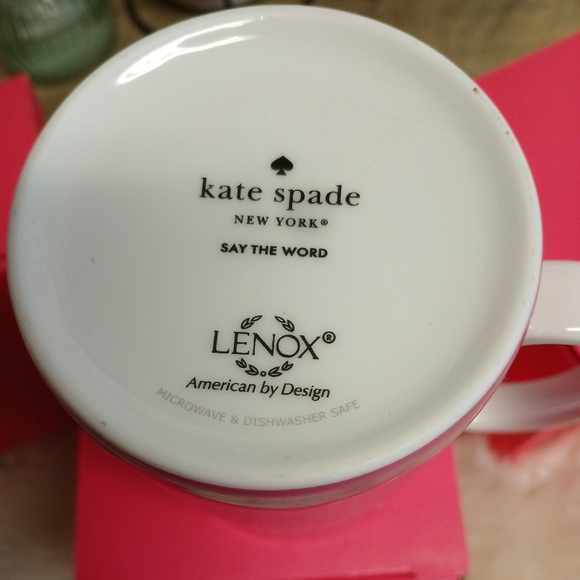 kate spade
NEW YORK®
SAY THE WORD
LENOX®
American by Design
MICROWAVE & DISHWASHER SAFE